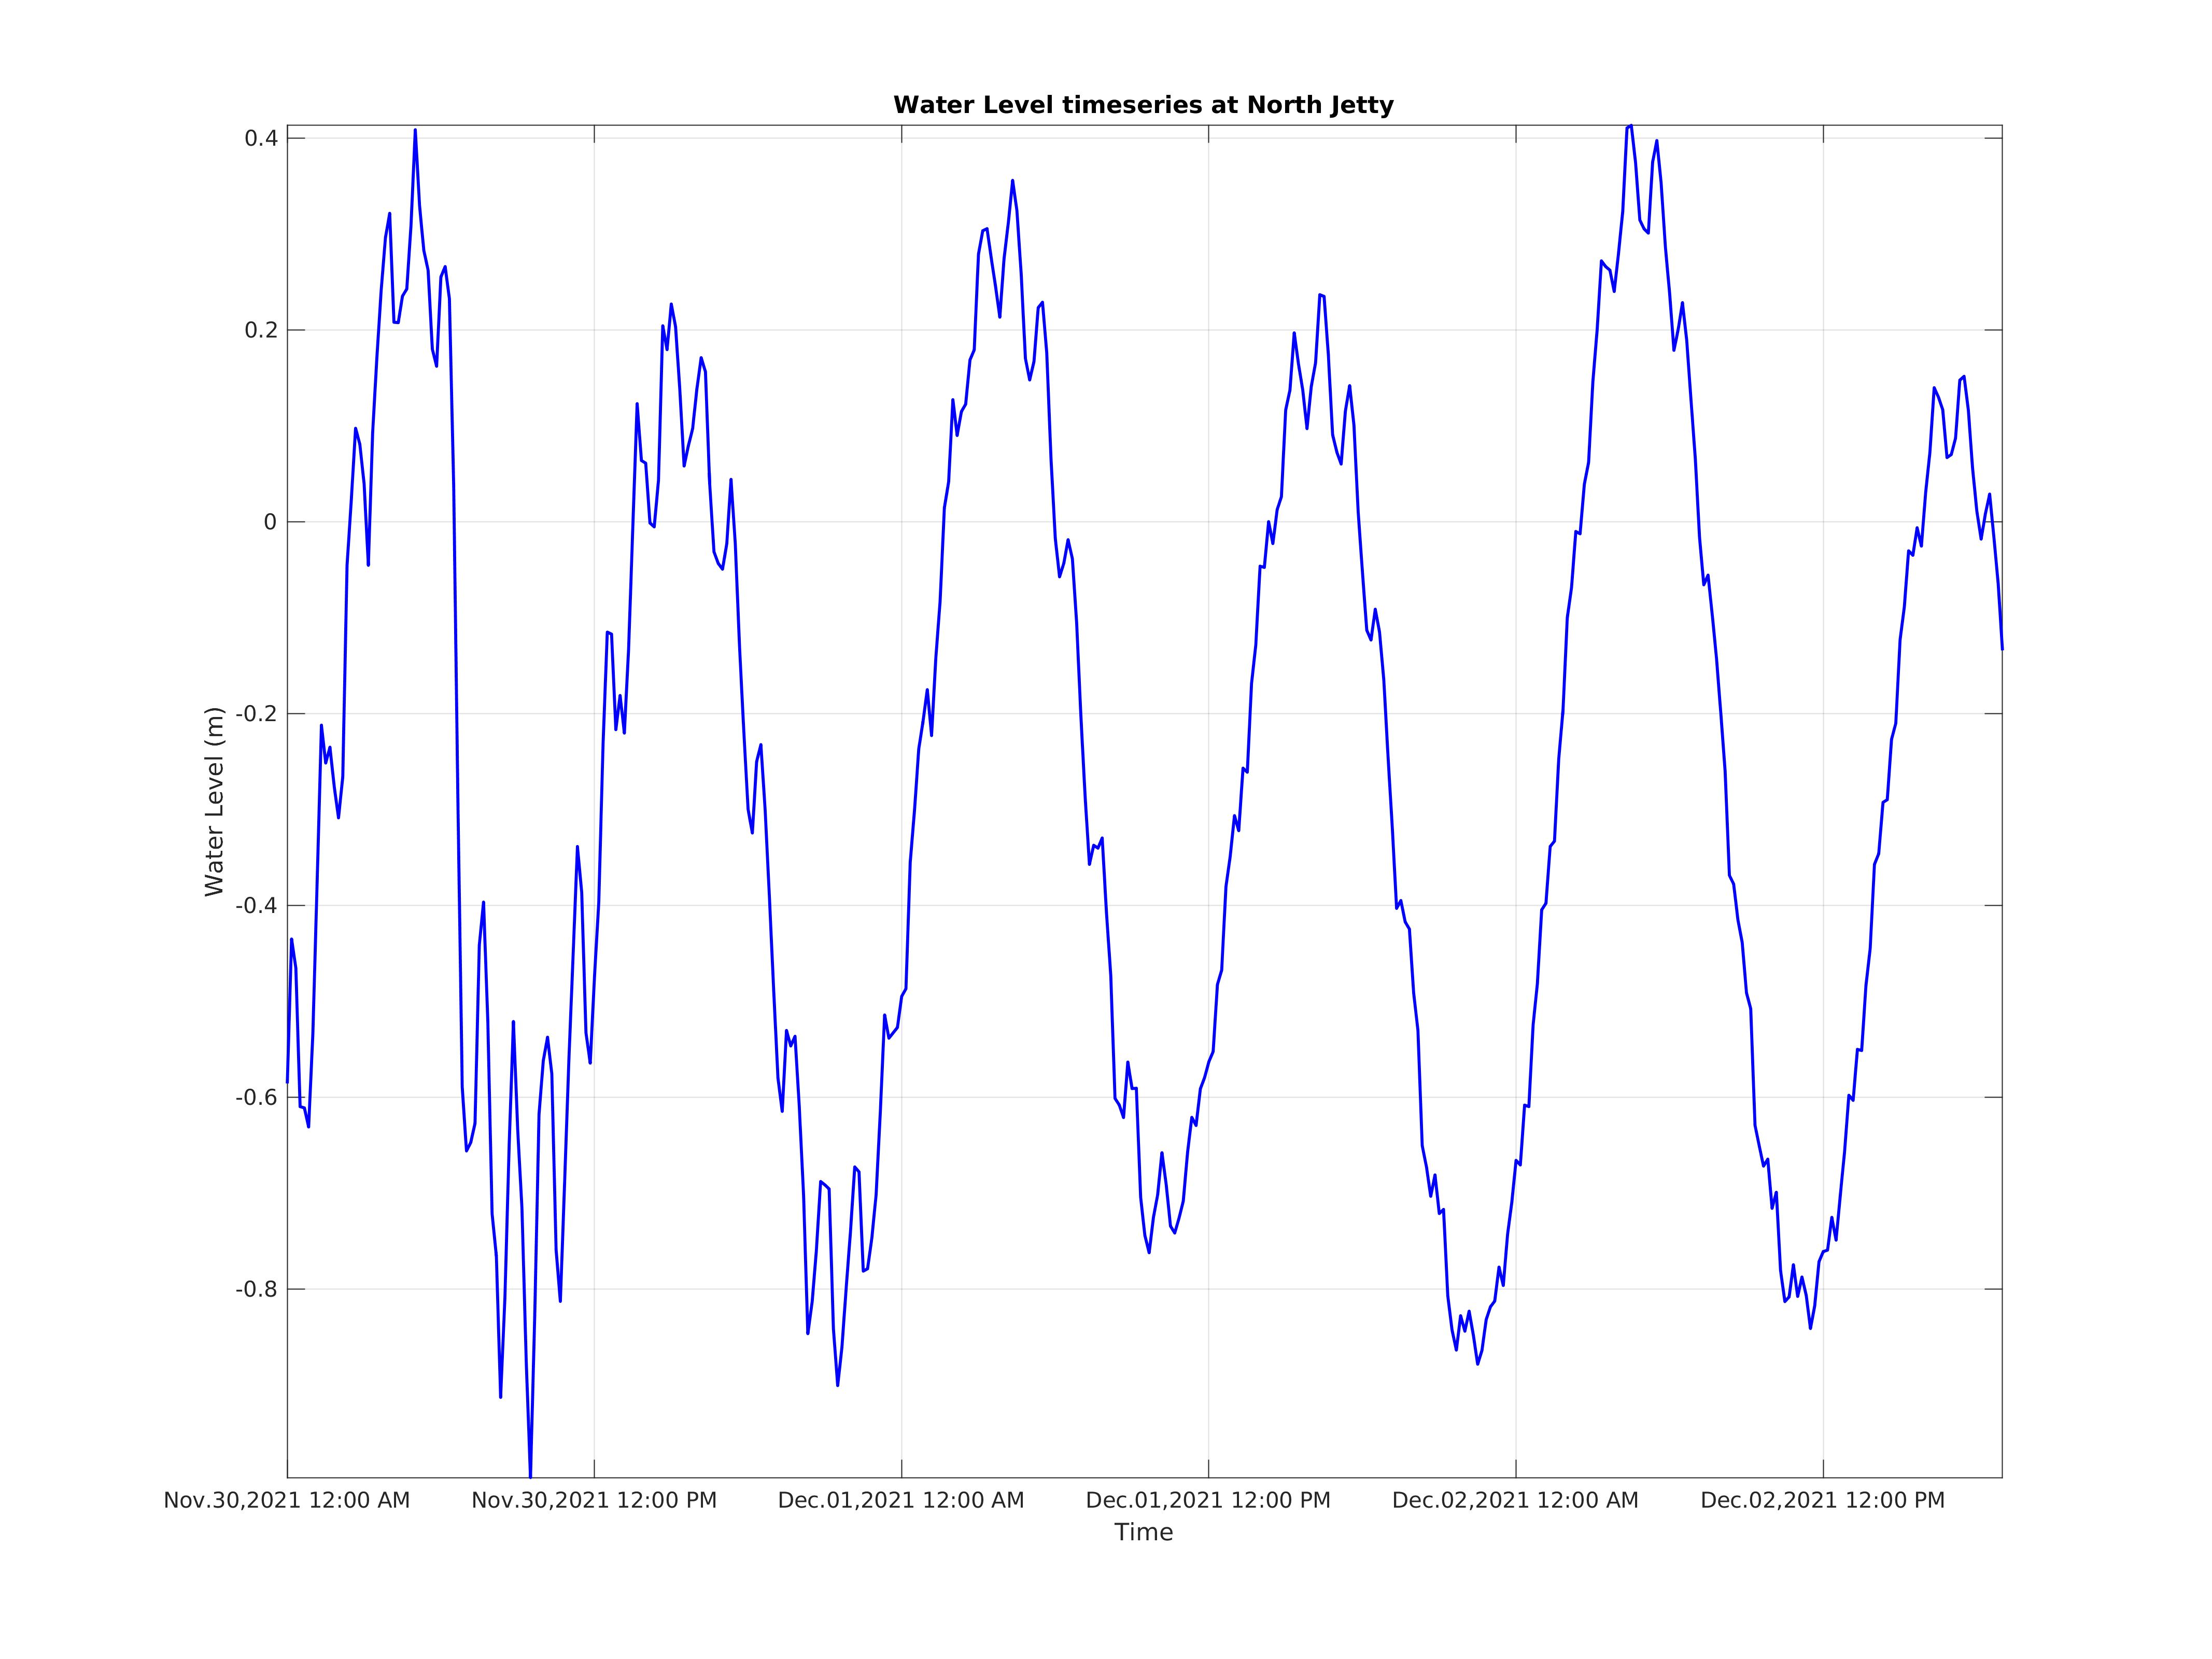 Water Level timeseries at North Jetty
0.4
0.2
0
-0.2
-0.4
-0.6
-0.8
Water Level (m)
Nov.30,2021 12:00 AM
Nov.30,2021 12:00 PM
Dec.01,2021 12:00 AM
Dec.01,2021 12:00 PM
Dec.02,2021 12:00 AM
Dec.02,2021 12:00 PM
Time